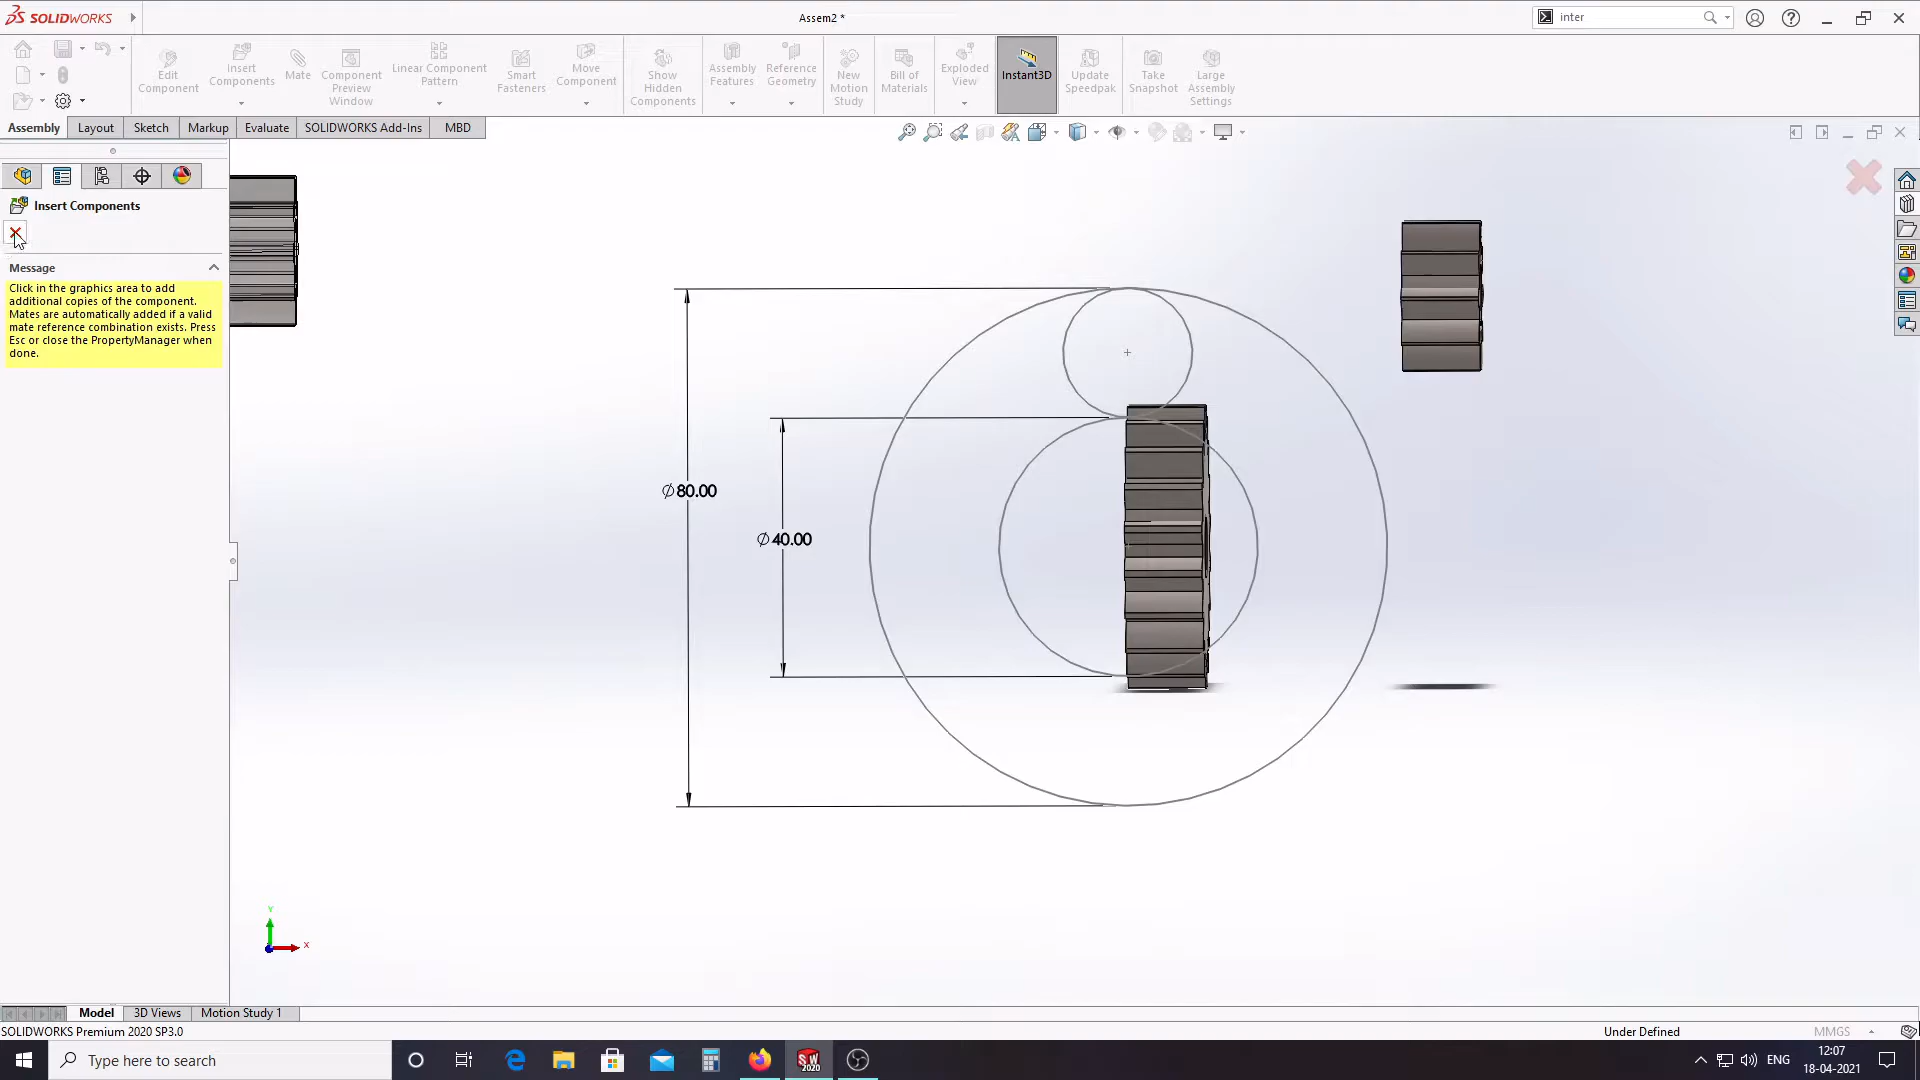 SOLIDWORKS
Assem2 *
inter
Edit Component
Insert Components
Mate
Component Preview Window
Linear Component Pattern
Smart Fasteners
Move Component
Show Hidden Components
Assembly Features
Reference Geometry
New Motion Study
Bill of Materials
Exploded View
Instant3D
Update Speedpak
Take Snapshot
Large Assembly Settings
Assembly
Layout
Sketch
Markup
Evaluate
SOLIDWORKS Add-Ins
MBD
Insert Components
Message
Click in the graphics area to add
additional copies of the component.
Mates are automatically added if a valid
mate reference combination exists. Press
Esc or close the PropertyManager when
done.
∅80.00
∅40.00
Y
X
Model
3D Views
Motion Study 1
SOLIDWORKS Premium 2020 SP3.0
Under Defined
MMGS
Type here to search
SW
2020
ENG
12:07
18-04-2021